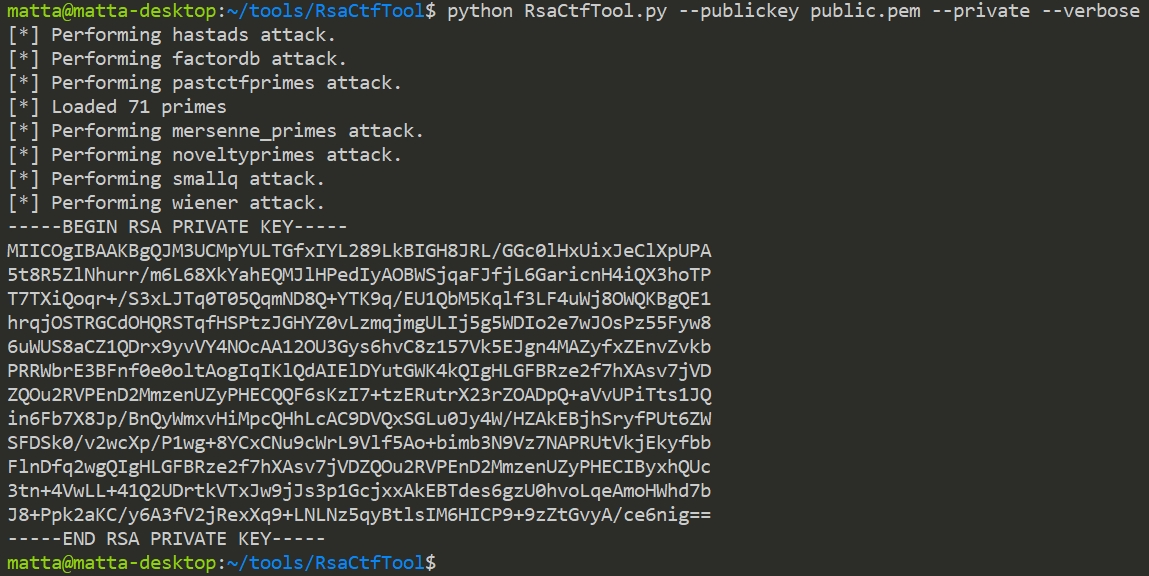 matta@matta-desktop:~/tools/RsaCtfTool$ python RsaCtfTool.py --publickey public.pem --private --verbose
[*] Performing hastads attack.
[*] Performing factordb attack.
[*] Performing pastctfprimes attack.
[*] Loaded 71 primes
[*] Performing mersenne_primes attack.
[*] Performing noveltyprimes attack.
[*] Performing smallq attack.
[*] Performing wiener attack.
-----BEGIN RSA PRIVATE KEY-----
MIICOgIBAAKBgQJM3UCMpYULTGfxIYL289LkBIGH8JRL/GGc0lHxUixJeClXpUPA
5t8R5ZlNhurr/m6L68XkYahEQMJlHPedIyAOBWSjqaFJfjL6GaricnH4iQX3hoTP
T7TXiQoqr+/S3xLJTq0T05QqmND8Q+YTK9q/EU1QbM5Kqlf3LF4uWj8OWQKBgQE1
hrqjOSTRGCdOHQRSTqfHSPtzJGHYZ0vLzmqjmgULIj5g5WDIo2e7wJOsPz55Fyw8
6uWUS8aCZ1QDrx9yvVY4NOcAA12OU3Gys6hvC8z157Vk5EJgn4MAZyfxZEnvZvkb
PRRWbrE3BFnf0e0oltAogIqIKlQdAIElDYutGWK4kQIgHLGFBRze2f7hXAsv7jVD
ZQOu2RVPEnD2MmzenUZyPHECQQF6sKzI7+tzERutrX23rZOADpQ+aVvUPiTts1JQ
in6Fb7X8Jp/BnQyWmxvHiMpcQHhLcAC9DVQxSGLu0Jy4W/HZAkEBjhSryfPUt6ZW
SFDSk0/v2wcXp/P1wg+8YCxCNu9cWrL9Vlf5Ao+bimb3N9Vz7NAPRUtVkjEkyfbb
FlnDfq2wgQIgHLGFBRze2f7hXAsv7jVDZQOu2RVPEnD2MmzenUZyPHECIByxhQUc
3tn+4VwLL+41Q2UDrtkVTxJw9jJs3p1GcjxxAkEBTdes6gzU0hvoLqeAmoHWhd7b
J8+Ppk2aKC/y6A3fV2jRexXq9+LNLNz5qyBtlsIM6HICP9+9zZtGvyA/ce6nig==
-----END RSA PRIVATE KEY-----
matta@matta-desktop:~/tools/RsaCtfTool$